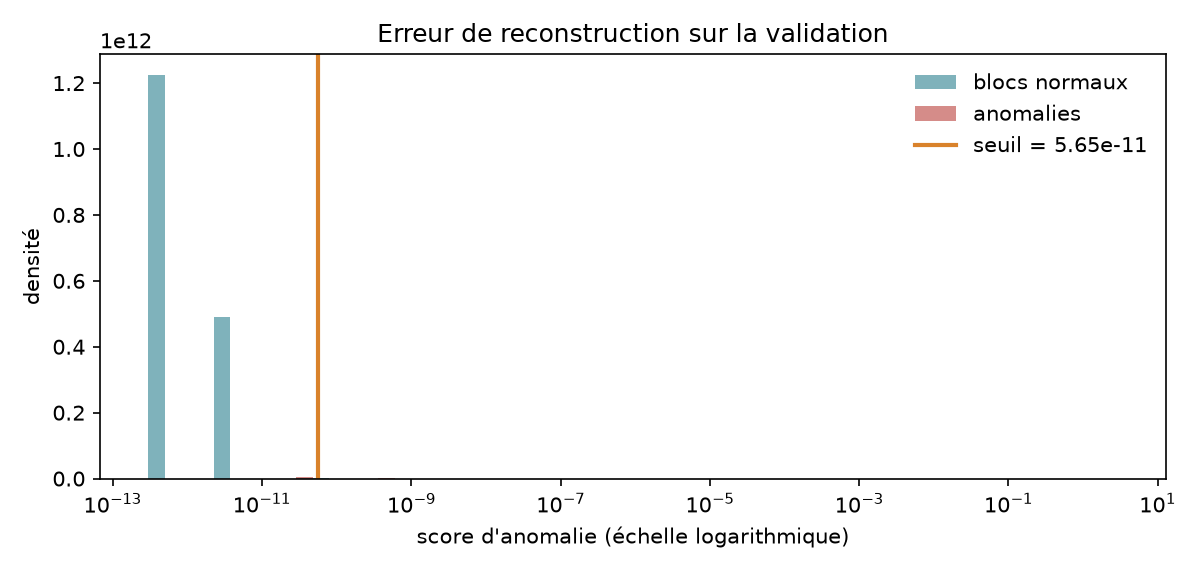 Erreur de reconstruction sur la validation
1e12
1.2
1.0
0.8
0.6
0.4
0.2
0.0
densité
blocs normaux
anomalies
seuil = 5.65e-11
10⁻¹³
10⁻¹¹
10⁻⁹
10⁻⁷
10⁻⁵
10⁻³
10⁻¹
10¹
score d'anomalie (échelle logarithmique)